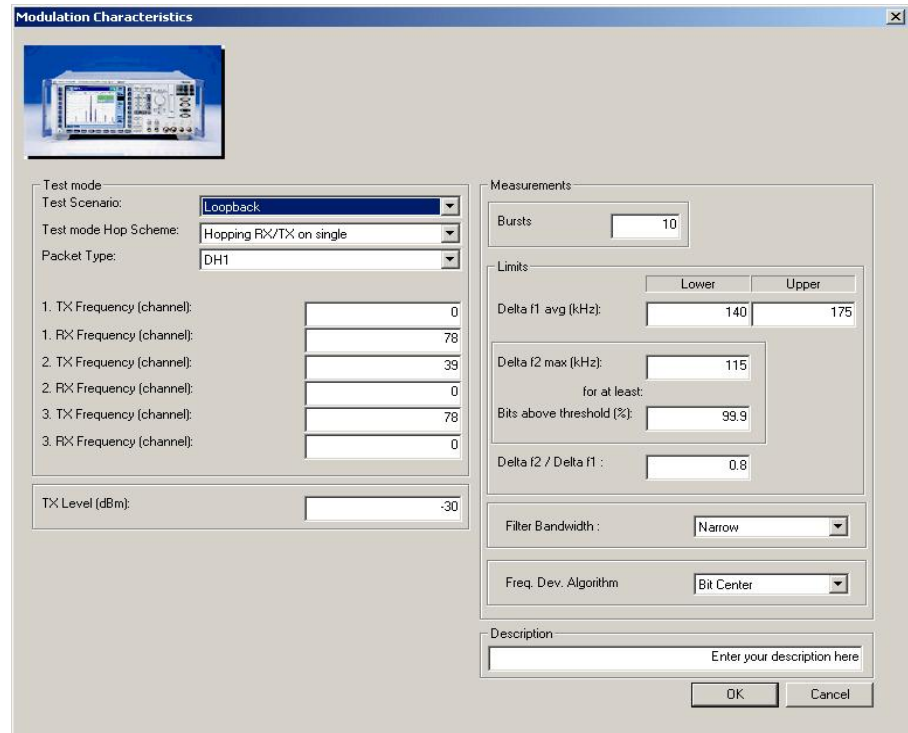 Modulation Characteristics
Test mode
Test Scenario: Loopback
Test mode Hop Scheme: Hopping RX/TX on single
Packet Type: DH1
1. TX Frequency (channel): 0
1. RX Frequency (channel): 78
2. TX Frequency (channel): 39
2. RX Frequency (channel): 0
3. TX Frequency (channel): 78
3. RX Frequency (channel): 0
TX Level (dBm): -30
Measurements
Bursts 10
Limits
Lower Upper
Delta f1 avg (kHz): 140 175
Delta f2 max (kHz): 115
for at least:
Bits above threshold (%): 99.9
Delta f2 / Delta f1 : 0.8
Filter Bandwidth : Narrow
Freq. Dev. Algorithm Bit Center
Description
Enter your description here
OK Cancel